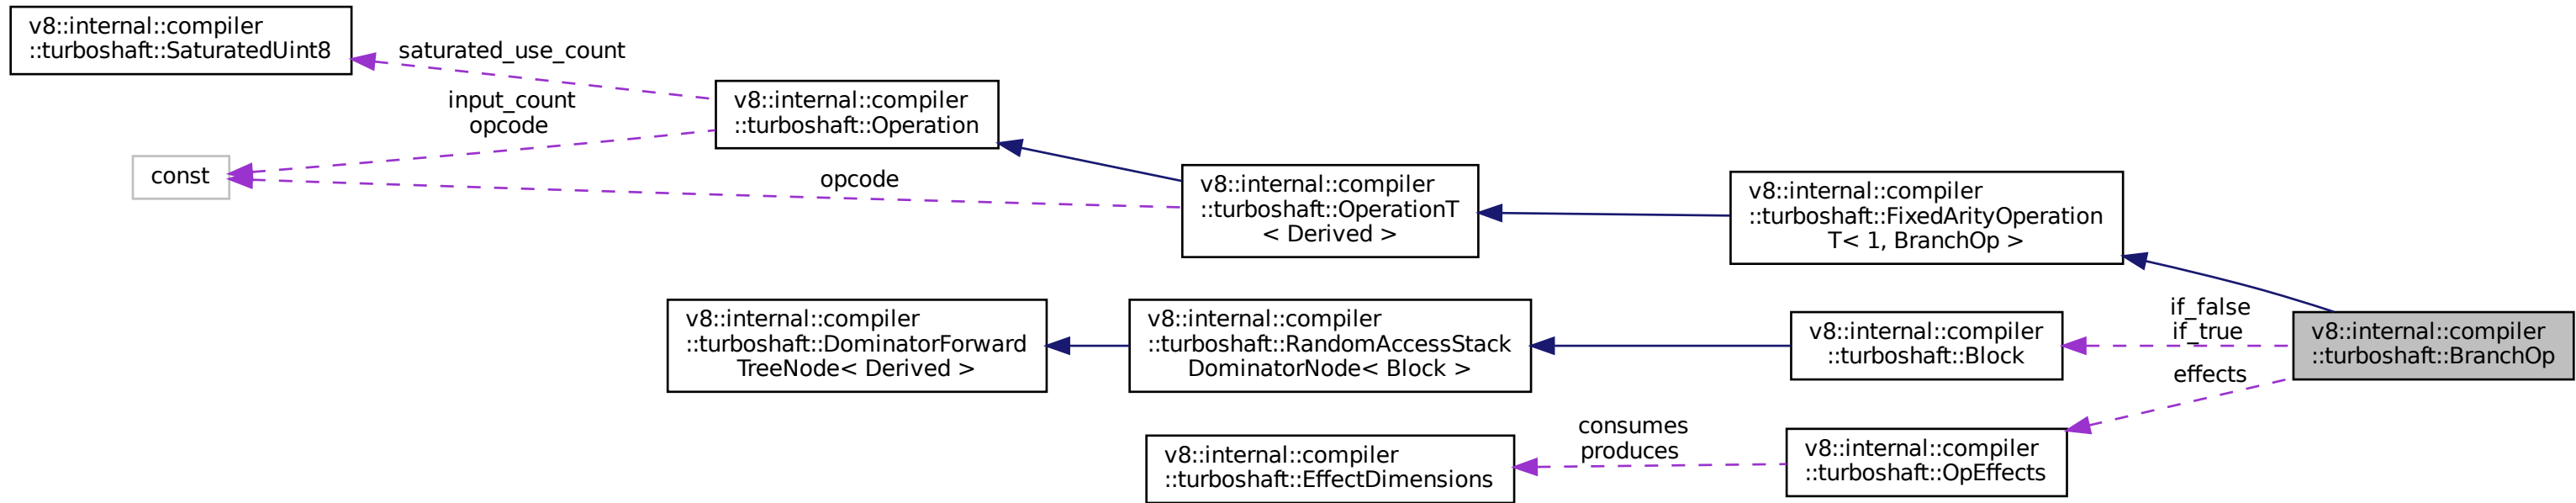 v8::internal::compiler
::turboshaft::SaturatedUint8
saturated_use_count
input_count
opcode
const
v8::internal::compiler
::turboshaft::Operation
opcode
v8::internal::compiler
::turboshaft::OperationT
< Derived >
v8::internal::compiler
::turboshaft::FixedArityOperation
T< 1, BranchOp >
v8::internal::compiler
::turboshaft::DominatorForward
TreeNode< Derived >
v8::internal::compiler
::turboshaft::RandomAccessStack
DominatorNode< Block >
v8::internal::compiler
::turboshaft::Block
if_false
if_true
v8::internal::compiler
::turboshaft::BranchOp
effects
v8::internal::compiler
::turboshaft::EffectDimensions
consumes
produces
v8::internal::compiler
::turboshaft::OpEffects